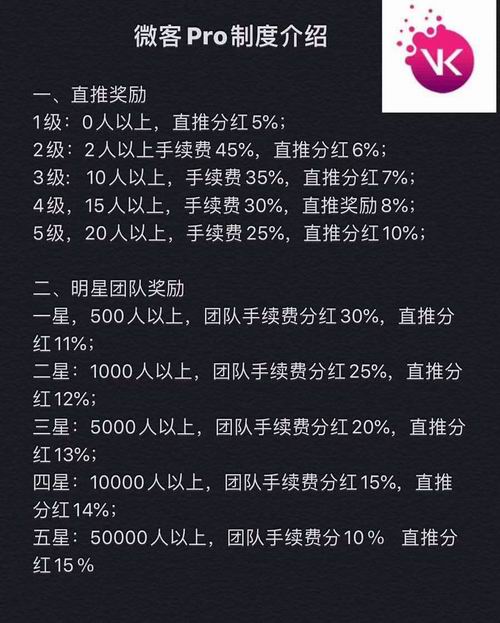 微客Pro制度介绍
VK
一、直推奖励
1级：0人以上，直推分红5%；
2级：2人以上手续费45%，直推分红6%；
3级：10人以上，手续费35%，直推分红7%；
4级，15人以上，手续费30%，直推奖励8%；
5级，20人以上，手续费25%，直推分红10%；
二、明星团队奖励
一星，500人以上，团队手续费分红30%，直推分
红11%；
二星：1000人以上，团队手续费分红25%，直推分
红12%；
三星：5000人以上，团队手续费分红20%，直推分
红13%；
四星：10000人以上，团队手续费分红15%，直推
分红14%；
五星：50000人以上，团队手续费分10% 直推分
红15%